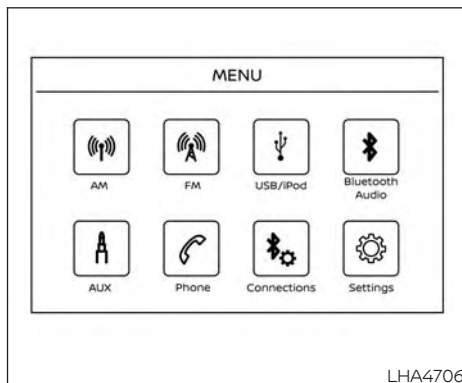 MENU
AM FM USB/iPod Bluetooth
Audio
AUX Phone Connections Settings
LHA4706